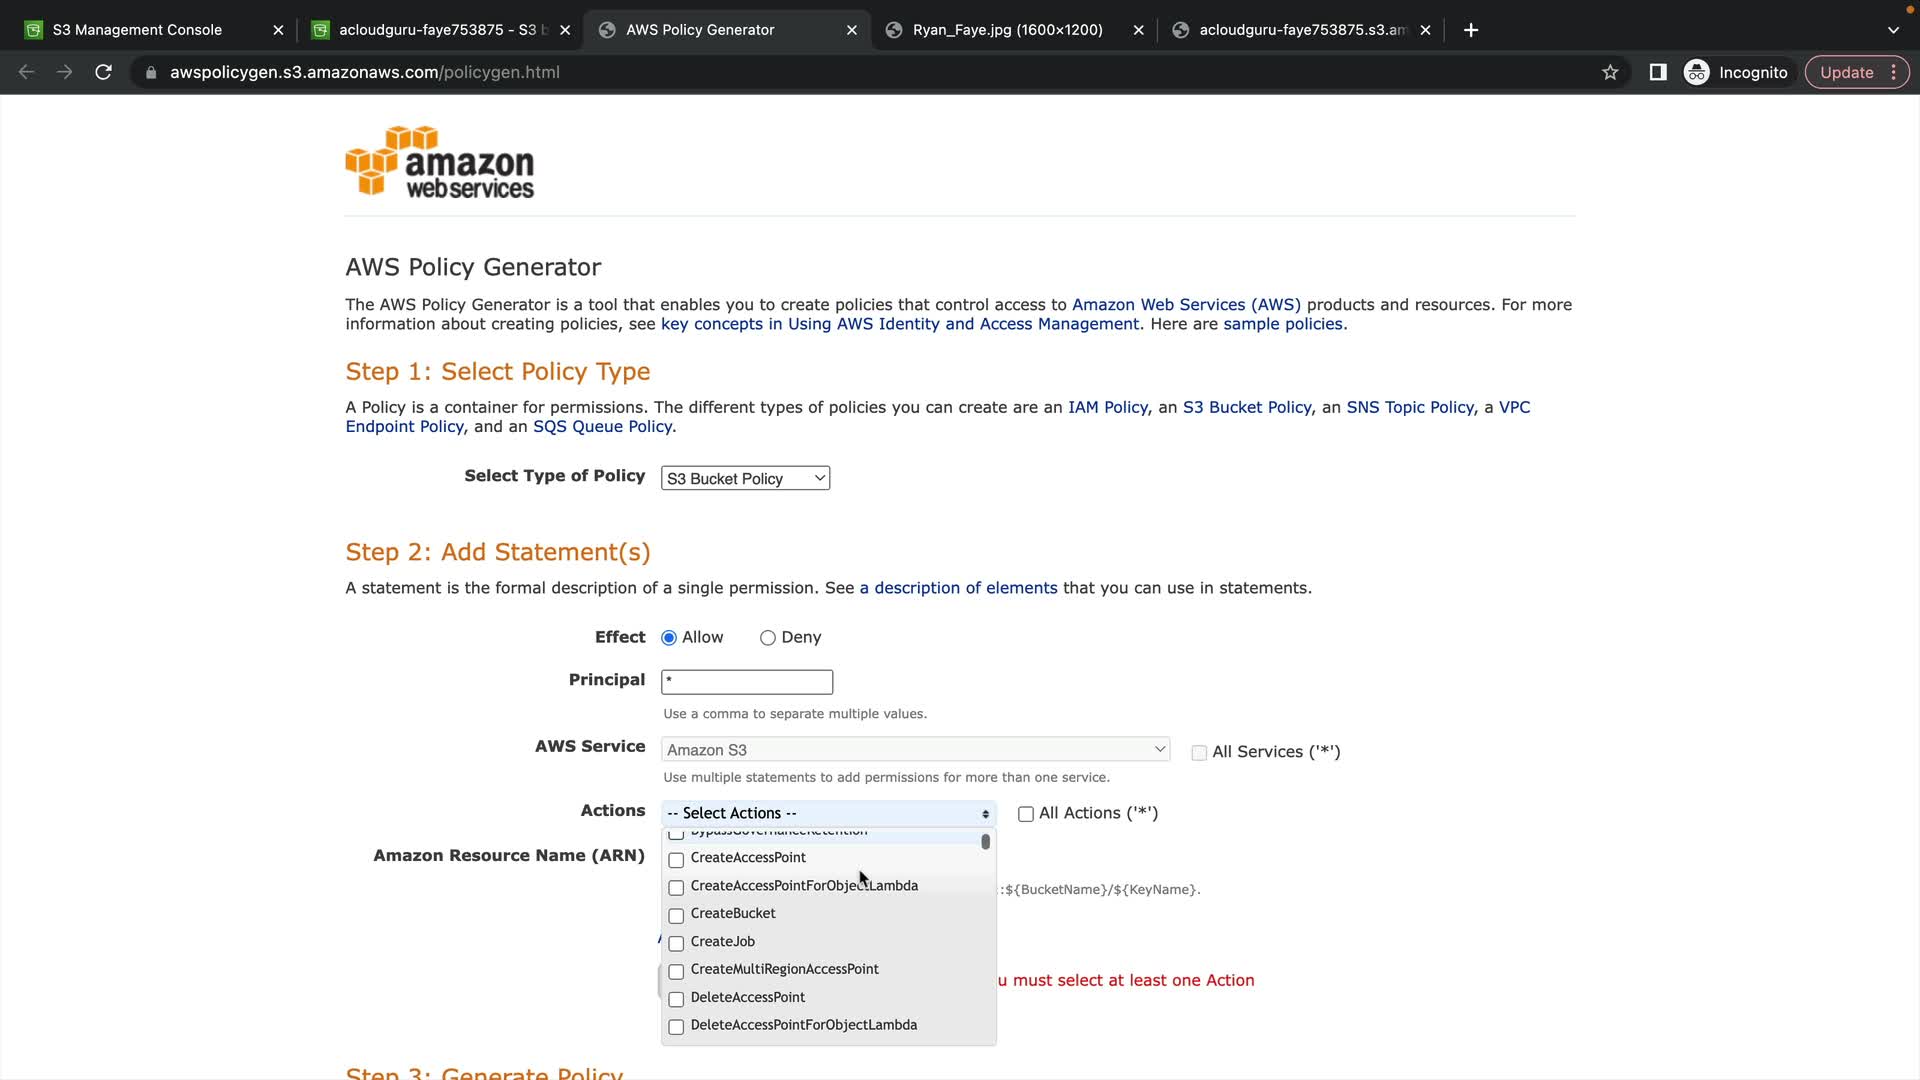 S3 Management Console
acloudguru-faye753875 - S3 b
AWS Policy Generator
Ryan_Faye.jpg (1600×1200)
acloudguru-faye753875.s3.am
awspolicygen.s3.amazonaws.com/policygen.html
Incognito
Update
amazon
webservices
AWS Policy Generator
The AWS Policy Generator is a tool that enables you to create policies that control access to Amazon Web Services (AWS) products and resources. For more
information about creating policies, see key concepts in Using AWS Identity and Access Management. Here are sample policies.
Step 1: Select Policy Type
A Policy is a container for permissions. The different types of policies you can create are an IAM Policy, an S3 Bucket Policy, an SNS Topic Policy, a VPC
Endpoint Policy, and an SQS Queue Policy.
Select Type of Policy S3 Bucket Policy
Step 2: Add Statement(s)
A statement is the formal description of a single permission. See a description of elements that you can use in statements.
Effect Allow Deny
Principal *
Use a comma to separate multiple values.
AWS Service Amazon S3 All Services ('*')
Use multiple statements to add permissions for more than one service.
Actions -- Select Actions -- All Actions ('*')
BypassGovernanceRetention
CreateAccessPoint
Amazon Resource Name (ARN)
CreateAccessPointForObjectLambda
:${BucketName}/${KeyName}.
CreateBucket
CreateJob
CreateMultiRegionAccessPoint
u must select at least one Action
DeleteAccessPoint
DeleteAccessPointForObjectLambda
Step 3: Generate Policy